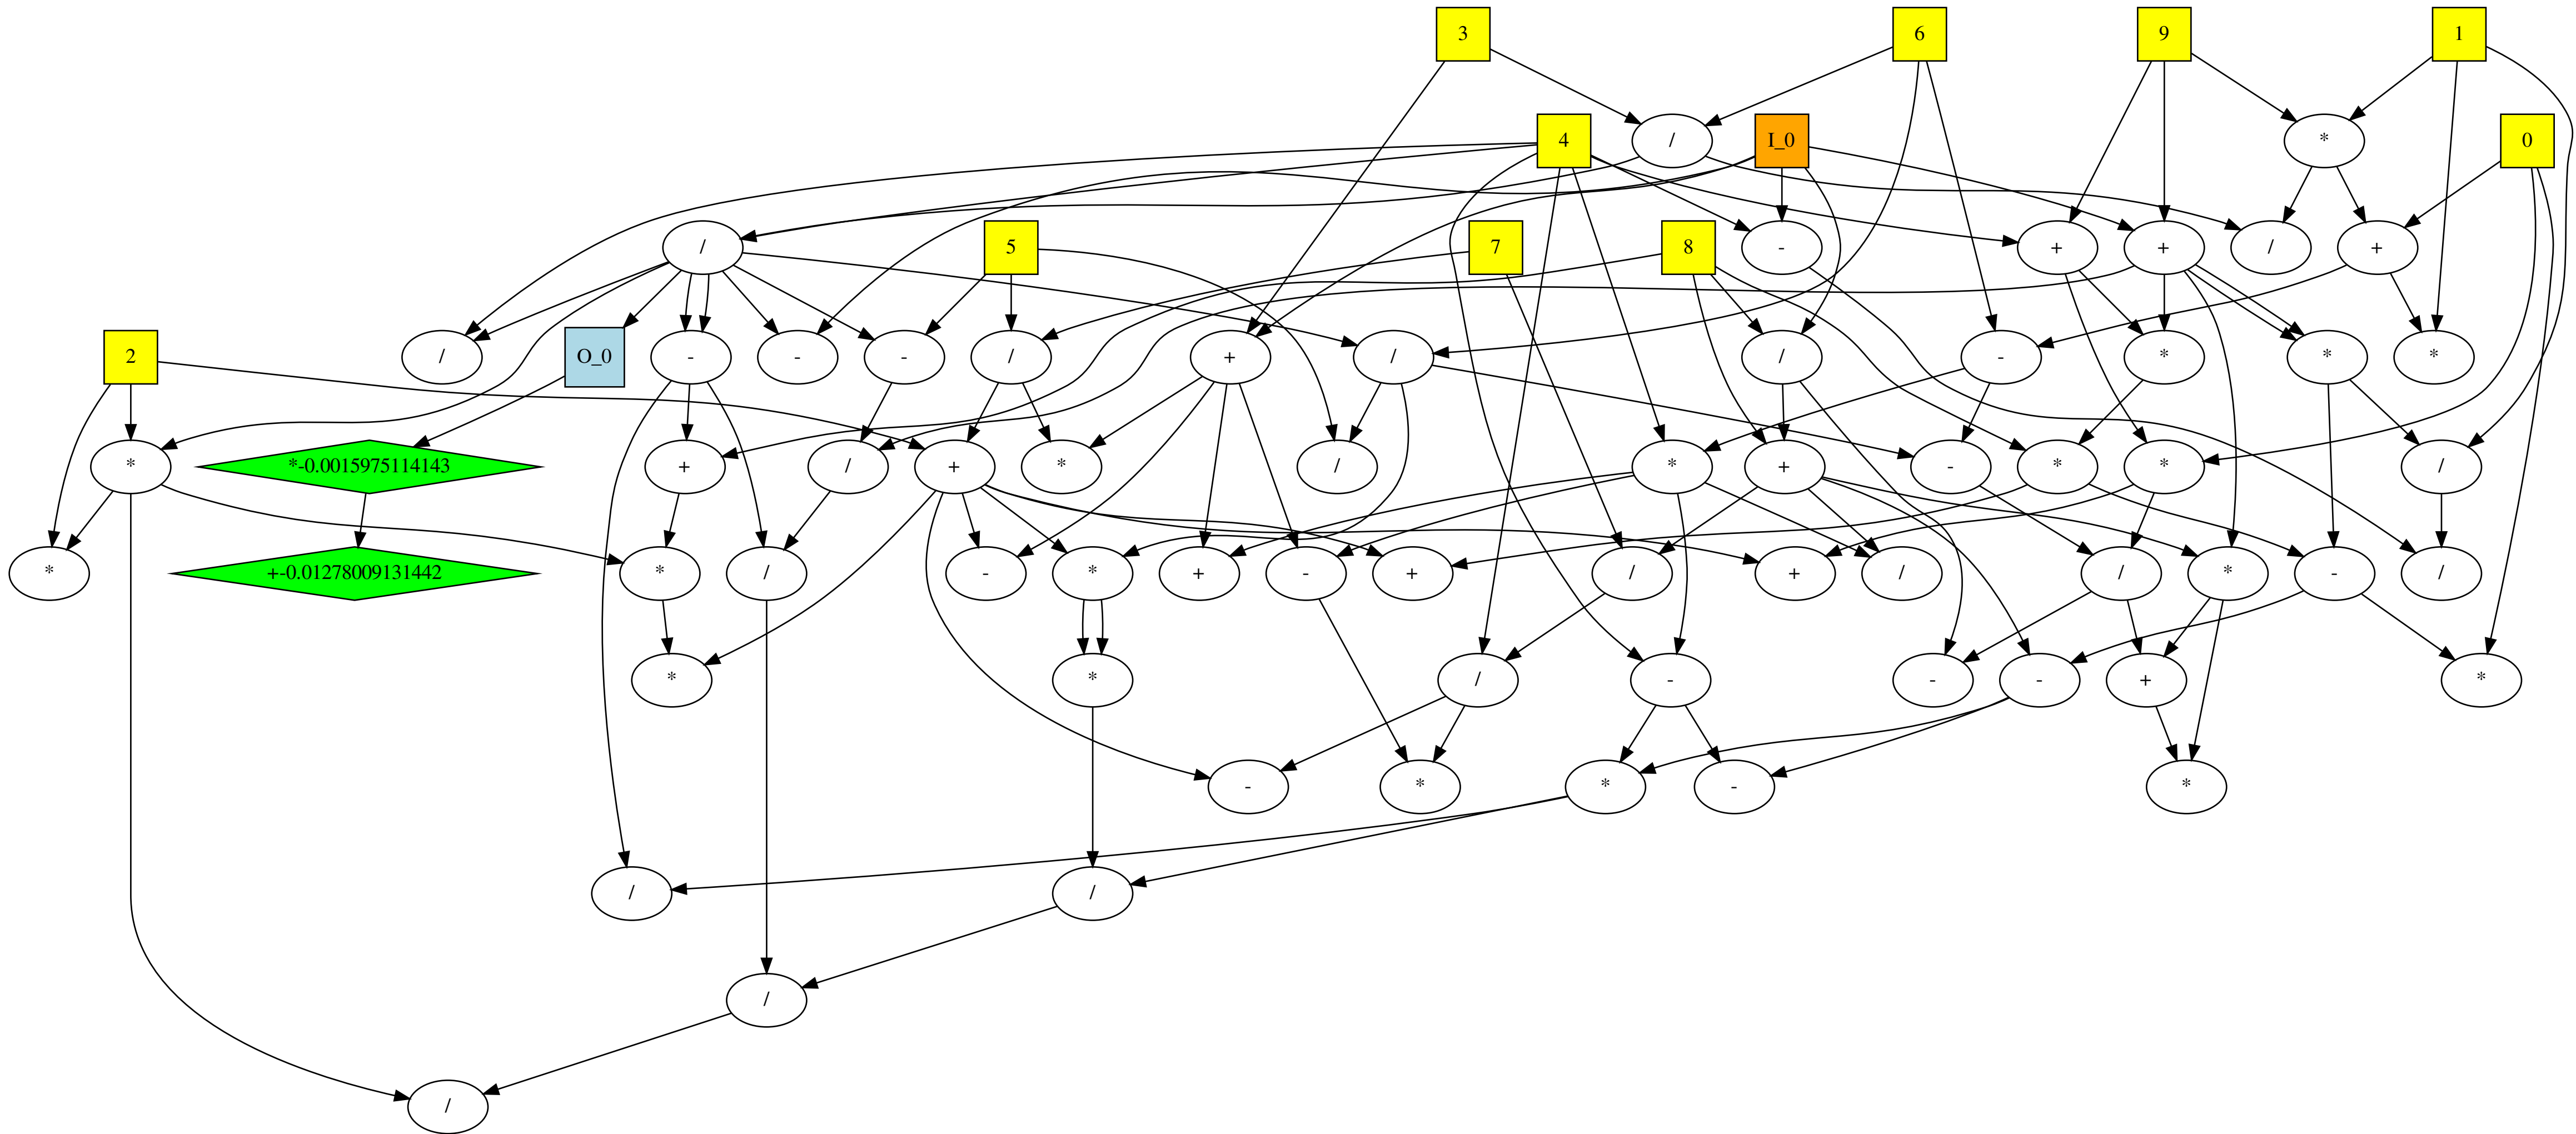 3 6 9 1
4 / I_0 * 0
/ 5 7 8 - + + / +
2 / O_0 - - - / + / / - * * *
* *-0.0015975114143 + / + * / * + - * * /
* +-0.01278009131442 * / - * + - + / + / / * - /
* * / - - - + *
- * * - *
/ /
/
/